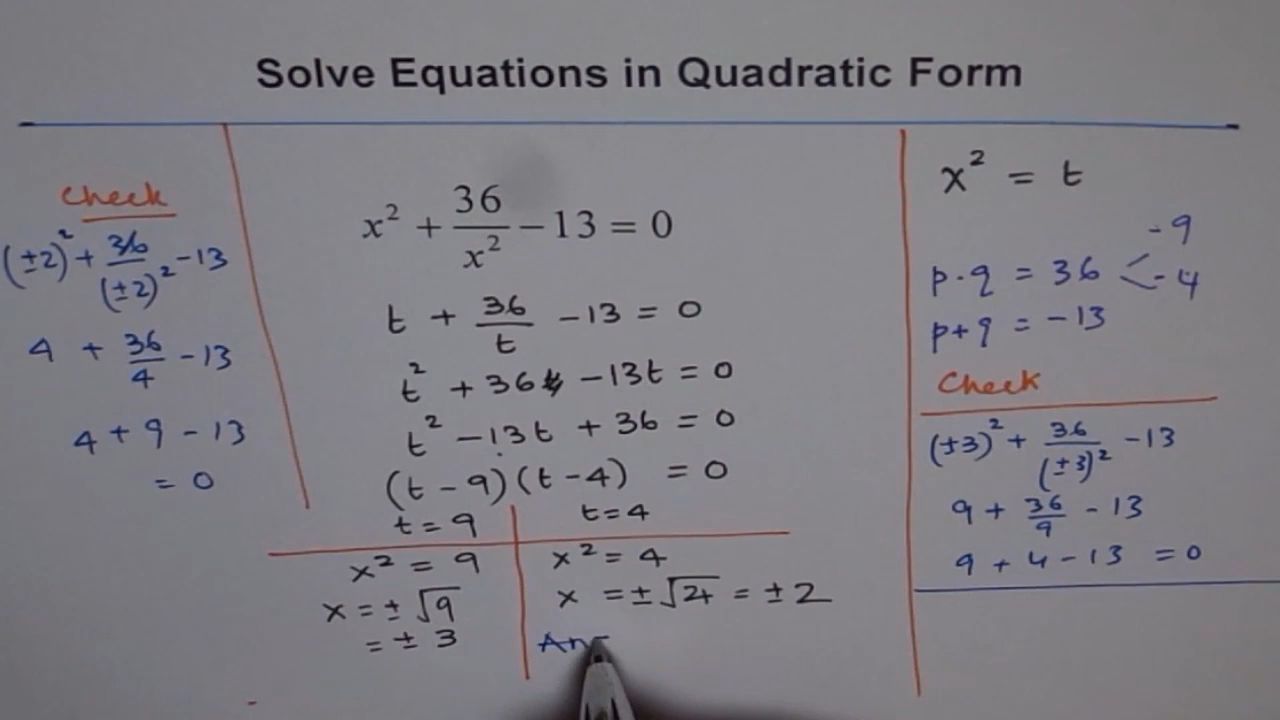 Solve Equations in Quadratic Form
Check
(±2)² + 36/(±2)² - 13
4 + 36/4 - 13
4 + 9 - 13
= 0
x² + 36/x² - 13 = 0
t + 36/t - 13 = 0
t² + 36 - 13t = 0
t² - 13t + 36 = 0
(t - 9)(t - 4) = 0
t = 9
x² = 9
x = ± √9
= ± 3
t = 4
x² = 4
x = ± √4 = ± 2
Ans
x² = t
p·q = 36 < -9
-4
p+q = -13
Check
(±3)² + 36/(±3)² - 13
9 + 36/9 - 13
9 + 4 - 13 = 0